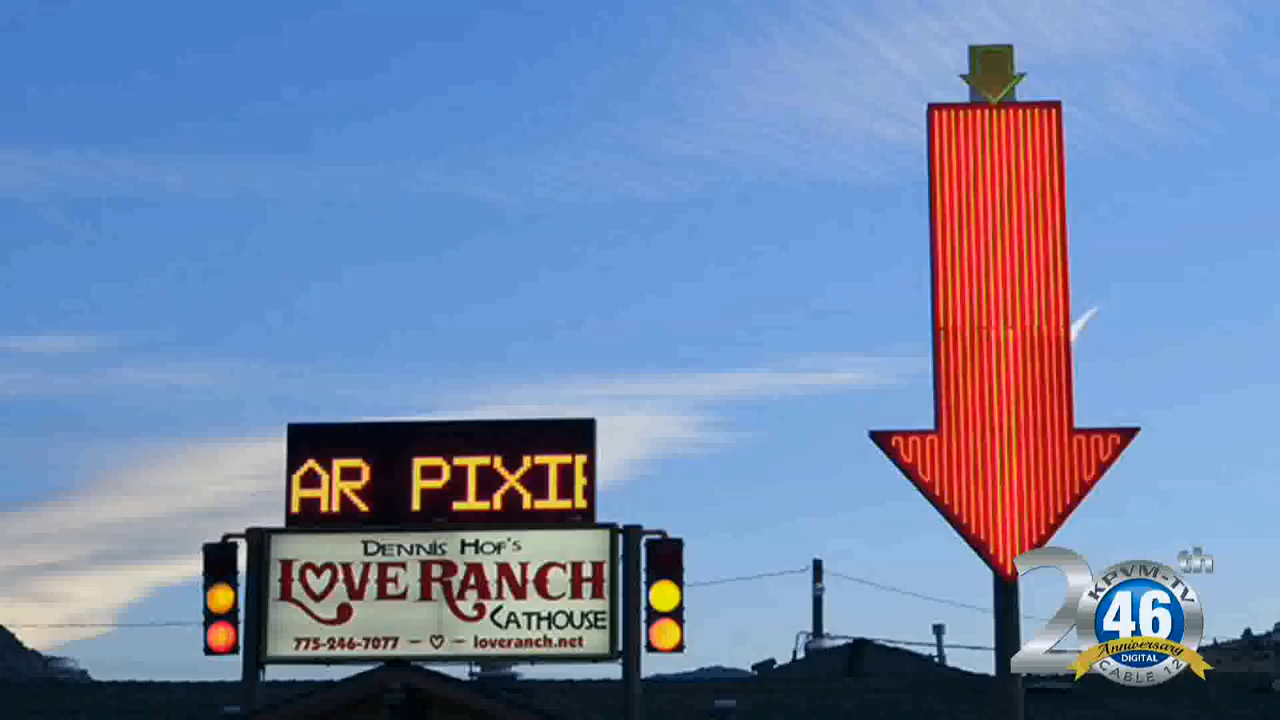 AR PIXIE
DENNIS HOF'S
LOVE RANCH
CATHOUSE
775-246-7077 – ♡ – loveranch.net
20th
KPVM-TV
46
Anniversary
DIGITAL
CABLE 12